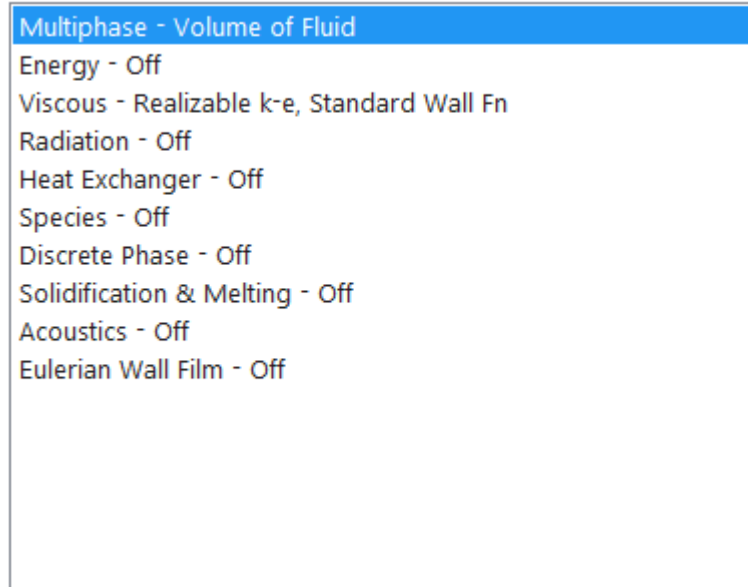 Multiphase - Volume of Fluid
Energy - Off
Viscous - Realizable k-e, Standard Wall Fn
Radiation - Off
Heat Exchanger - Off
Species - Off
Discrete Phase - Off
Solidification & Melting - Off
Acoustics - Off
Eulerian Wall Film - Off